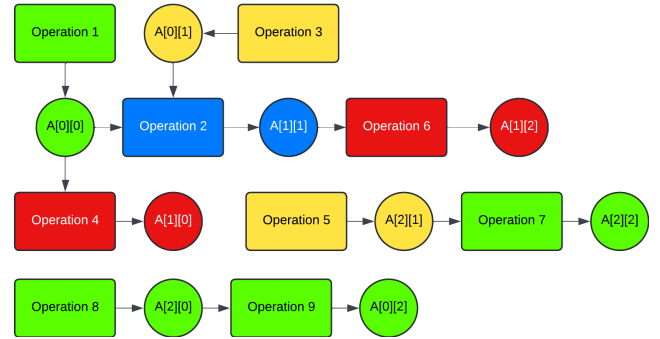 Operation 1
A[0][1]
Operation 3
A[0][0]
Operation 2
A[1][1]
Operation 6
A[1][2]
Operation 4
A[1][0]
Operation 5
A[2][1]
Operation 7
A[2][2]
Operation 8
A[2][0]
Operation 9
A[0][2]